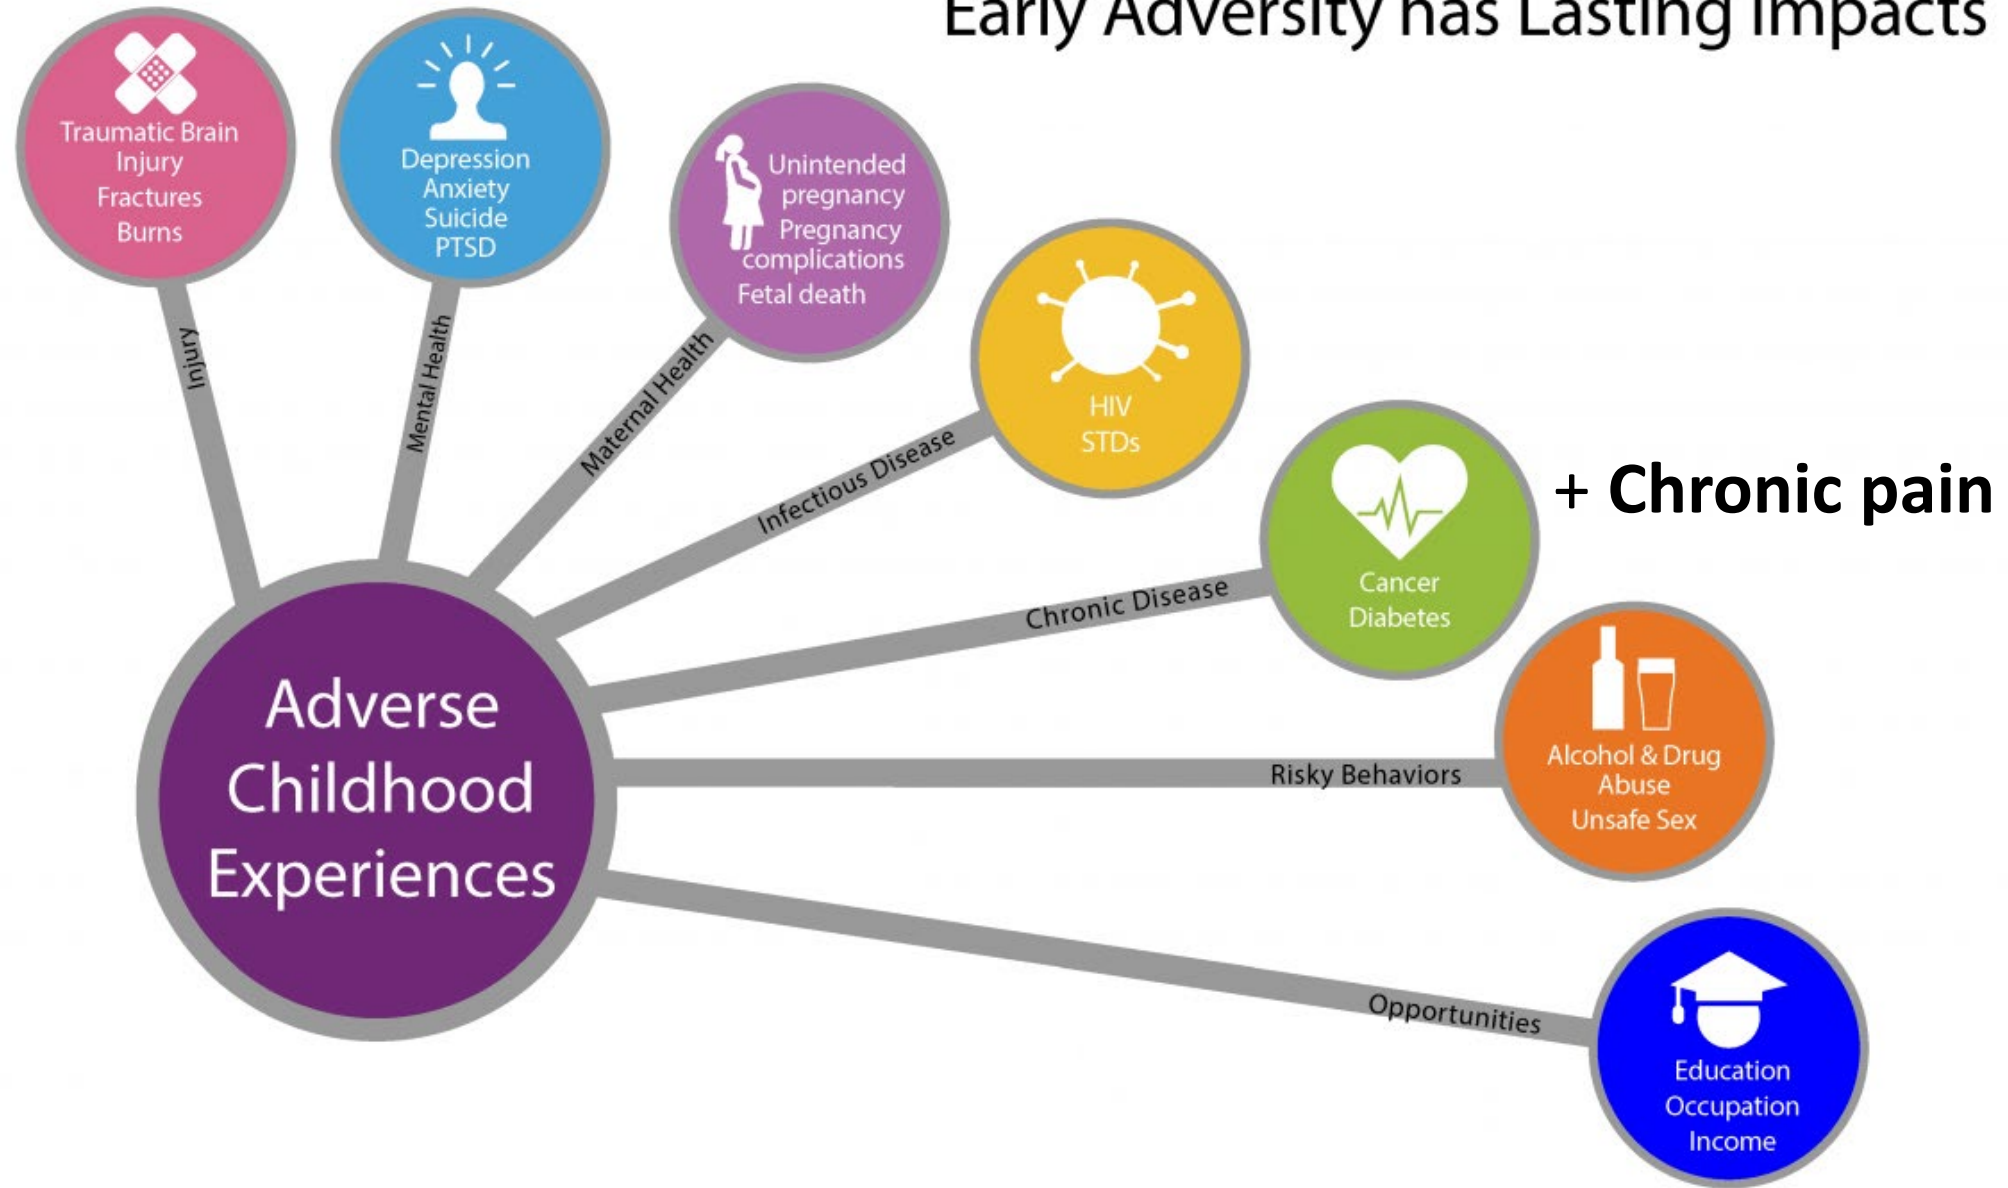 Early Adversity has Lasting Impacts
Traumatic Brain
Injury
Fractures
Burns
Injury
Depression
Anxiety
Suicide
PTSD
Mental Health
Unintended
pregnancy
Pregnancy
complications
Fetal death
Maternal Health
HIV
STDs
Infectious Disease
Cancer
Diabetes
+ Chronic pain
Chronic Disease
Alcohol & Drug
Abuse
Unsafe Sex
Risky Behaviors
Education
Occupation
Income
Opportunities
Adverse
Childhood
Experiences